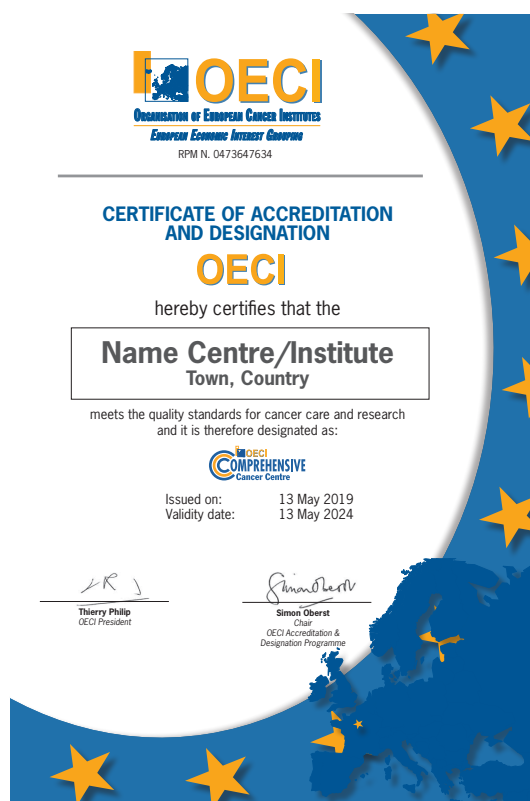 OECI
ORGANISATION OF EUROPEAN CANCER INSTITUTES
EUROPEAN ECONOMIC INTEREST GROUPING
RPM N. 0473647634
CERTIFICATE OF ACCREDITATION
AND DESIGNATION
OECI
hereby certifies that the
Name Centre/Institute
Town, Country
meets the quality standards for cancer care and research
and it is therefore designated as:
OECI
COMPREHENSIVE
Cancer Centre
Issued on: 13 May 2019
Validity date: 13 May 2024
Simon Oberst
Thierry Philip
OECI President
Simon Oberst
Chair
OECI Accreditation &
Designation Programme